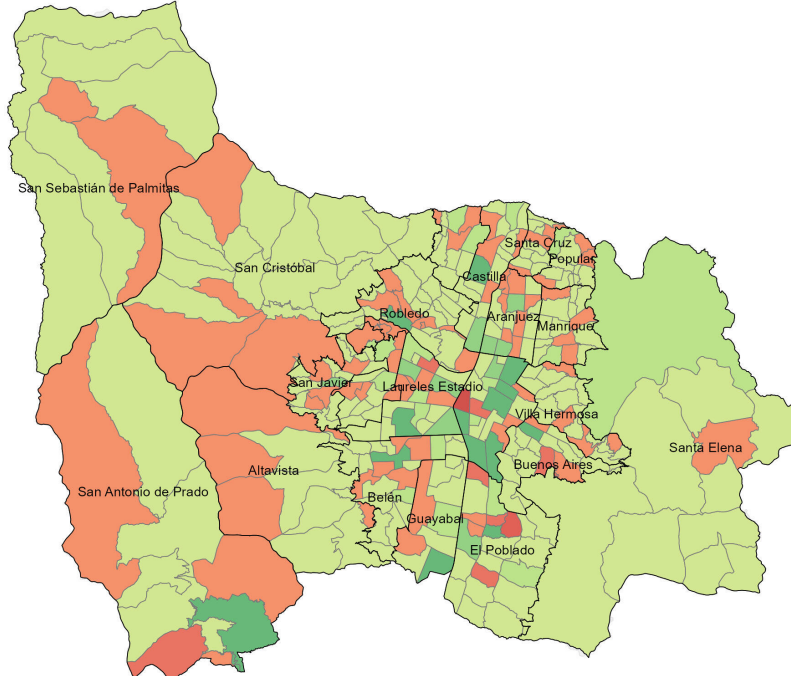 San Sebastián de Palmitas
San Cristóbal
Santa Cruz
Popular
Castilla
Robledo
Aranjuez
Manrique
San Javier
Laureles Estadio
Villa Hermosa
Santa Elena
Altavista
Buenos Aires
San Antonio de Prado
Belén
Guayabal
El Poblado